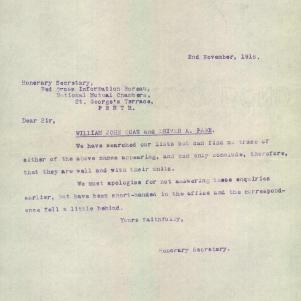 2nd November, 1918.
Honorary Secretary,
Red Cross Information Bureau,
National Mutual Chambers,
St. George's Terrace,
PERTH.
Dear Sir,
WILLIAM JOHN AND DRIVER A. PAGE.
We have searched our lists but can find no trace of
either of the above names appearing, and can only conclude, therefore,
that they are well and with their units.
We must apologise for not answering these enquiries
earlier, but have been short-handed in the office and the correspond-
ence fell a little behind.
Yours faithfully,
Honorary Secretary.